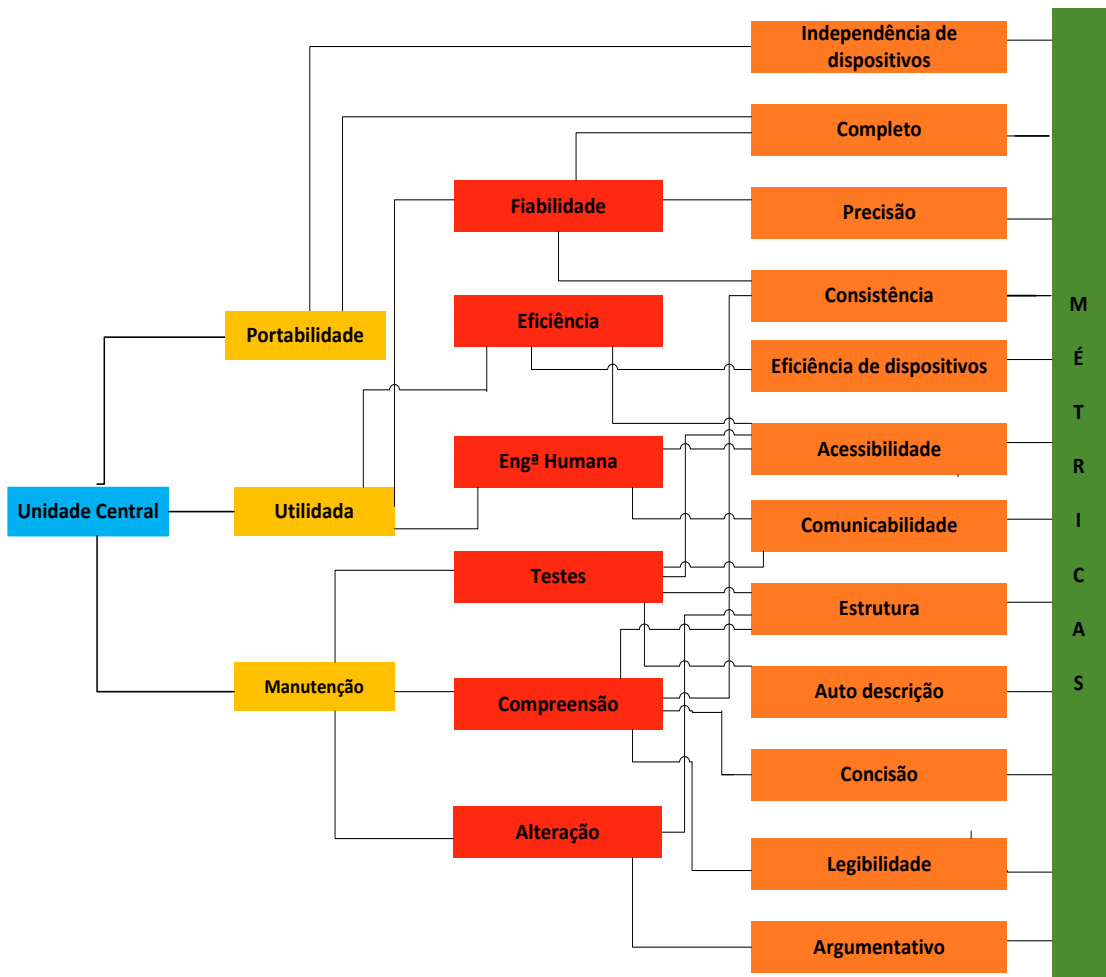 Independência de
dispositivos
Completo
Fiabilidade
Precisão
Consistência
Eficiência
Portabilidade
Eficiência de dispositivos
Engª Humana
Acessibilidade
Unidade Central
Utilidada
Comunicabilidade
Testes
Estrutura
Manutenção
Compreensão
Auto descrição
Concisão
Alteração
Legibilidade
Argumentativo
M
É
T
R
I
C
A
S